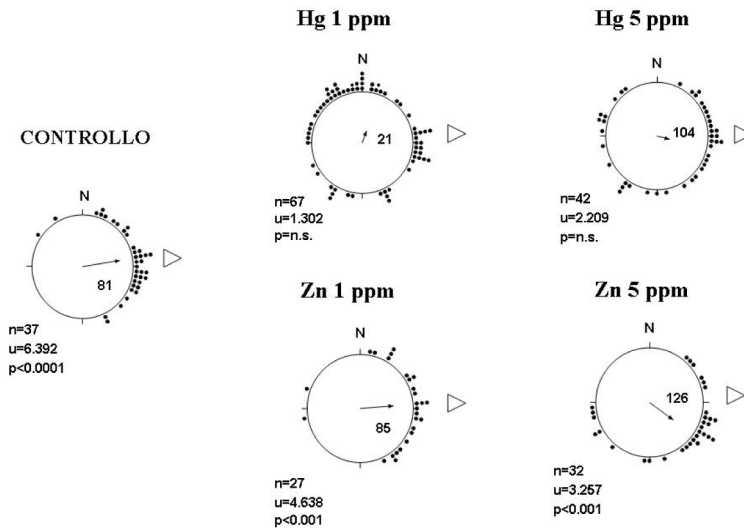 CONTROLLO
N
81
n=37
u=6.392
p<0.0001
Hg 1 ppm
N
21
n=67
u=1.302
p=n.s.
Hg 5 ppm
N
104
n=42
u=2.209
p=n.s.
Zn 1 ppm
N
85
n=27
u=4.638
p<0.001
Zn 5 ppm
N
126
n=32
u=3.257
p<0.001